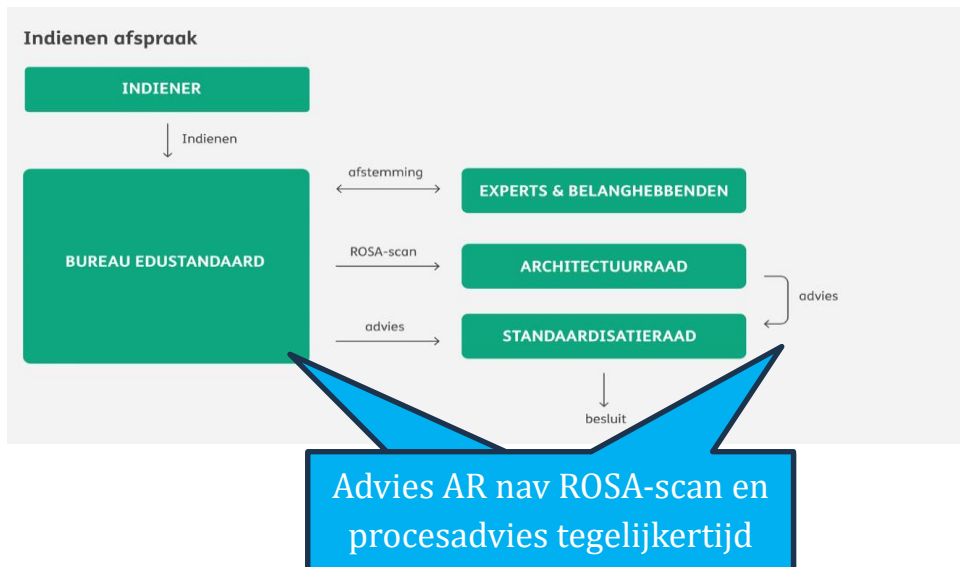 Indienen afspraak
INDIENER
Indienen
afstemming
EXPERTS & BELANGHEBBENDEN
BUREAU EDUSTANDAARD
ROSA-scan
ARCHITECTUURRAAD
advies
advies
STANDAARDISATIERAAD
besluit
Advies AR nav ROSA-scan en
procesadvies tegelijkertijd